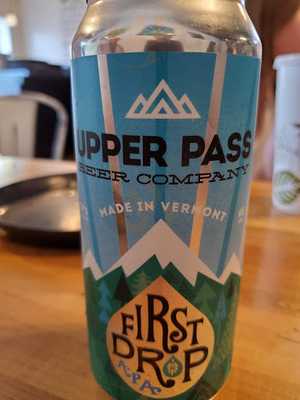 UPPER PASS
BEER COMPANY
MADE IN VERMONT
FIRST
DROP